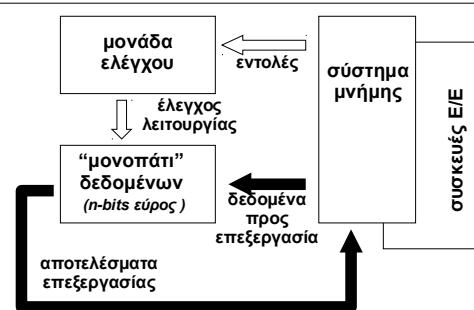 μονάδα
ελέγχου
εντολές
σύστημα
μνήμης
συσκευές Ε/Ε
έλεγχος
λειτουργίας
“μονοπάτι”
δεδομένων
(n-bits εύρος )
δεδομένα
προς
επεξεργασία
αποτελέσματα
επεξεργασίας